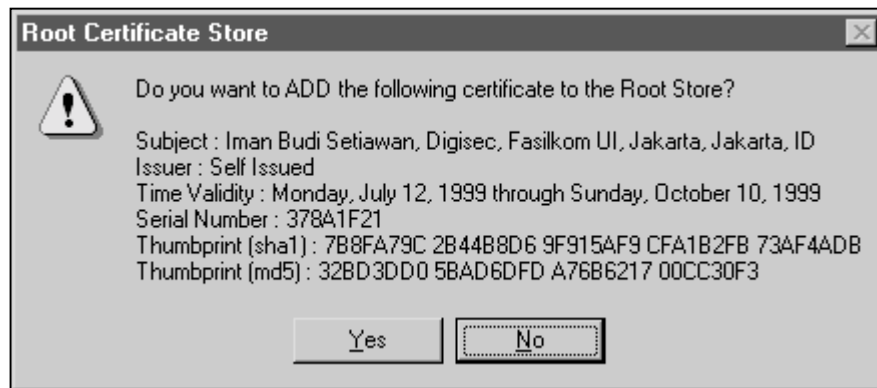 Root Certificate Store
Do you want to ADD the following certificate to the Root Store?
Subject : Iman Budi Setiawan, Digisec, Fasilkom UI, Jakarta, Jakarta, ID
Issuer : Self Issued
Time Validity : Monday, July 12, 1999 through Sunday, October 10, 1999
Serial Number : 378A1F21
Thumbprint (sha1) : 7B8FA79C 2B44B8D6 9F915AF9 CFA1B2FB 73AF4ADB
Thumbprint (md5) : 32BD3DD0 5BAD6DFD A76B6217 00CC30F3
Yes No